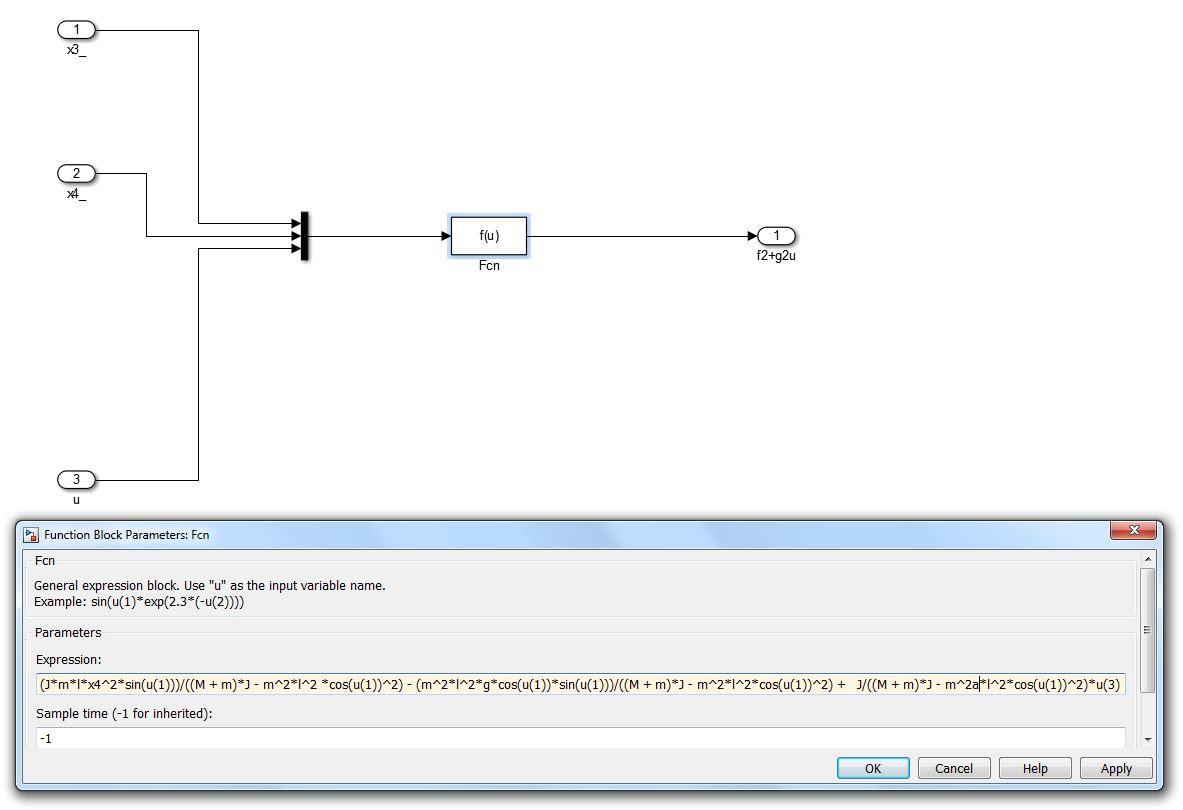 1
x3_
2
x4_
f(u)
Fcn
1
f2+g2u
3
u
Function Block Parameters: Fcn
Fcn
General expression block. Use "u" as the input variable name.
Example: sin(u(1)*exp(2.3*(-u(2))))
Parameters
Expression:
(J*m*l*x4^2*sin(u(1)))/((M + m)*J - m^2*l^2 *cos(u(1))^2) - (m^2*l^2*g*cos(u(1))*sin(u(1)))/((M + m)*J - m^2*l^2*cos(u(1))^2) +   J/((M + m)*J - m^2a*l^2*cos(u(1))^2)*u(3)
Sample time (-1 for inherited):
-1
OK Cancel Help Apply